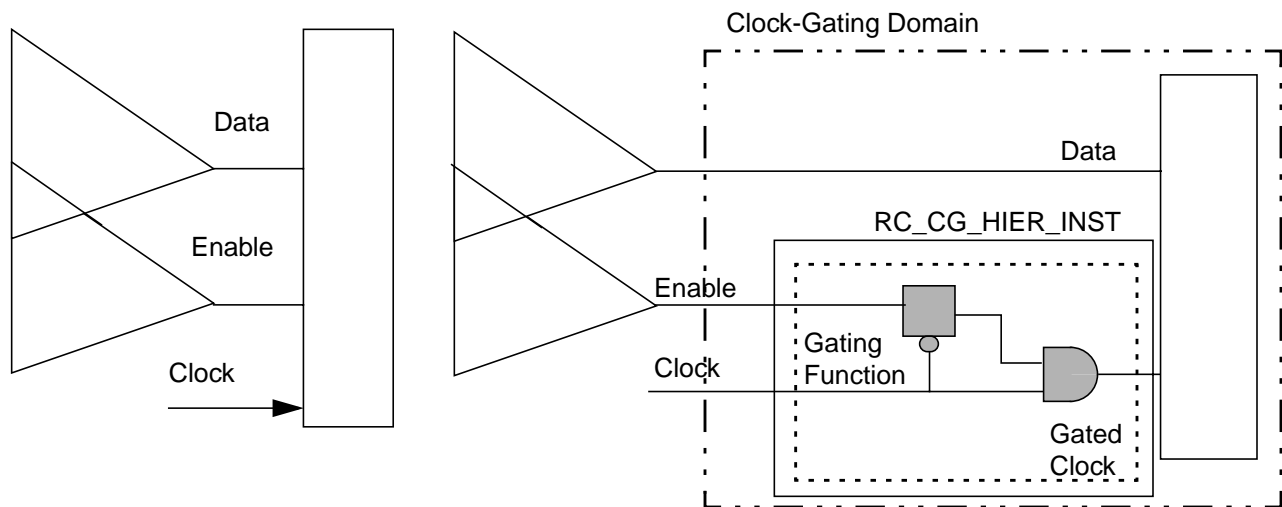 Clock-Gating Domain
Data
Enable
Clock
Data
RC_CG_HIER_INST
Enable
Clock
Gating
Function
Gated
Clock